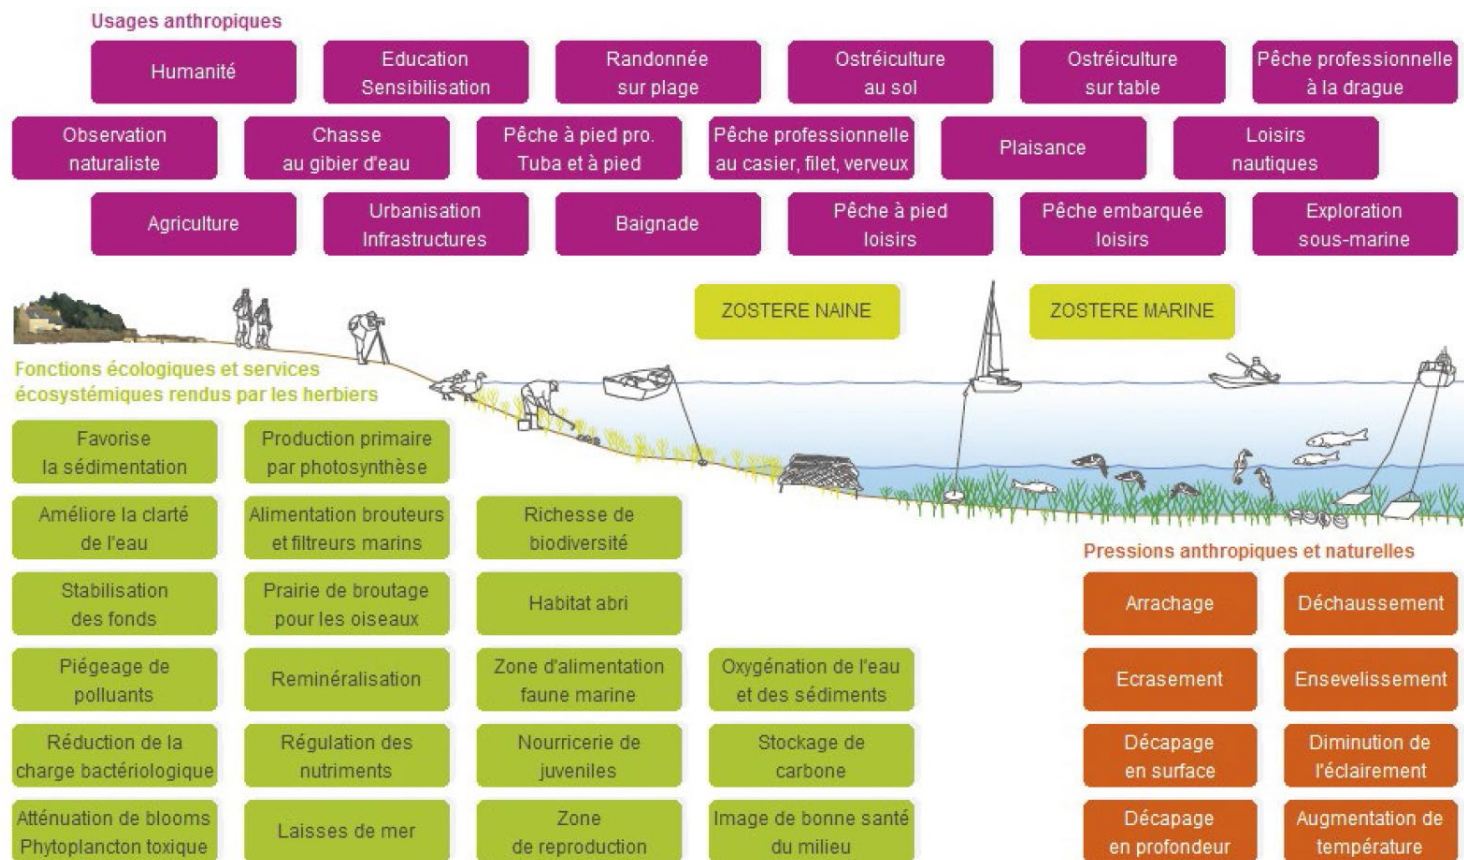 Usages anthropiques
Humanité
Education
Sensibilisation
Randonnée
sur plage
Ostréiculture
au sol
Ostréiculture
sur table
Pêche professionnelle
à la drague
Observation
naturaliste
Chasse
au gibier d'eau
Pêche à pied pro.
Tuba et à pied
Pêche professionnelle
au casier, filet, verveux
Plaisance
Loisirs
nautiques
Agriculture
Urbanisation
Infrastructures
Baignade
Pêche à pied
loisirs
Pêche embarquée
loisirs
Exploration
sous-marine
ZOSTERE NAINE
ZOSTERE MARINE
Fonctions écologiques et services
écosystémiques rendus par les herbiers
Favorise
la sédimentation
Production primaire
par photosynthèse
Améliore la clarté
de l'eau
Alimentation brouteurs
et filtreurs marins
Richesse de
biodiversité
Stabilisation
des fonds
Prairie de broutage
pour les oiseaux
Habitat abri
Piégeage de
polluants
Reminéralisation
Zone d'alimentation
faune marine
Oxygénation de l'eau
et des sédiments
Réduction de la
charge bactériologique
Régulation des
nutriments
Nourricerie de
juveniles
Stockage de
carbone
Atténuation de blooms
Phytoplancton toxique
Laisses de mer
Zone
de reproduction
Image de bonne santé
du milieu
Pressions anthropiques et naturelles
Arrachage
Déchaussement
Ecrasement
Ensevelissement
Décapage
en surface
Diminution de
l'éclairement
Décapage
en profondeur
Augmentation de
température